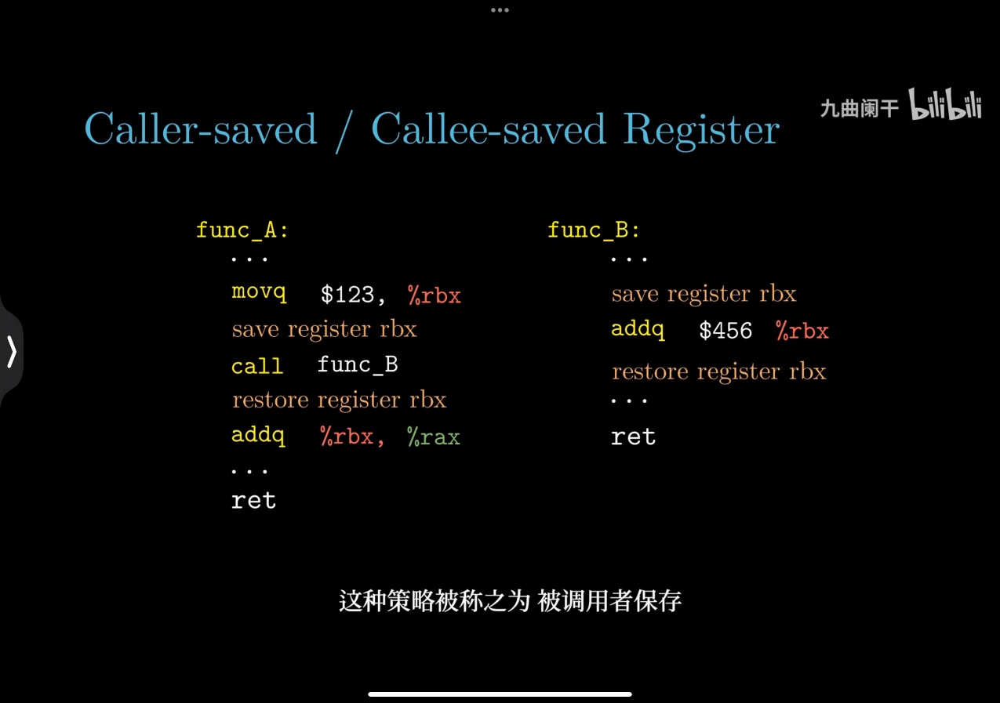 九曲阑干 bilibili
Caller-saved / Callee-saved Register
func_A:
...
movq $123, %rbx
save register rbx
call func_B
restore register rbx
addq %rbx, %rax
...
ret
func_B:
...
save register rbx
addq $456 %rbx
restore register rbx
...
ret
这种策略被称之为 被调用者保存